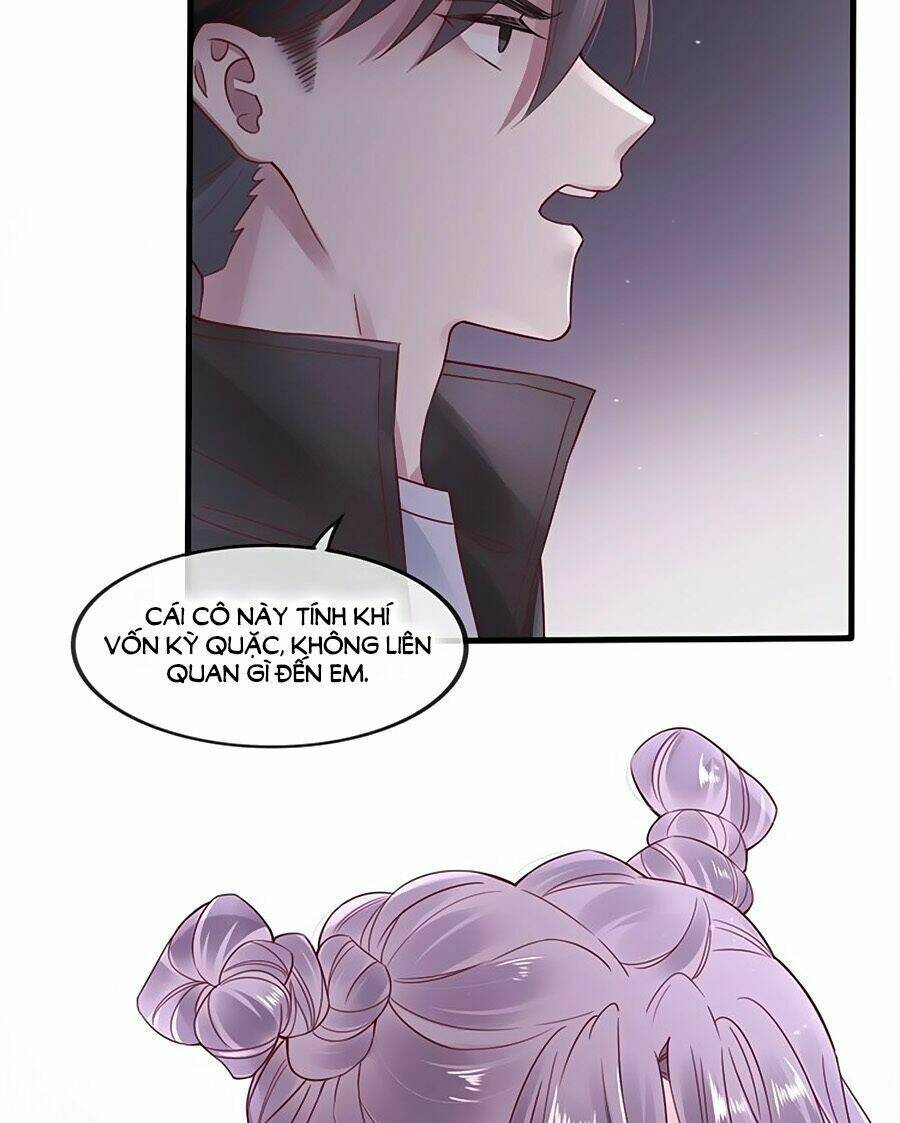 CÁI CÔ NÀY TÍNH KHÍ
VỐN KỲ QUẶC, KHÔNG LIÊN
QUAN GÌ ĐẾN EM.